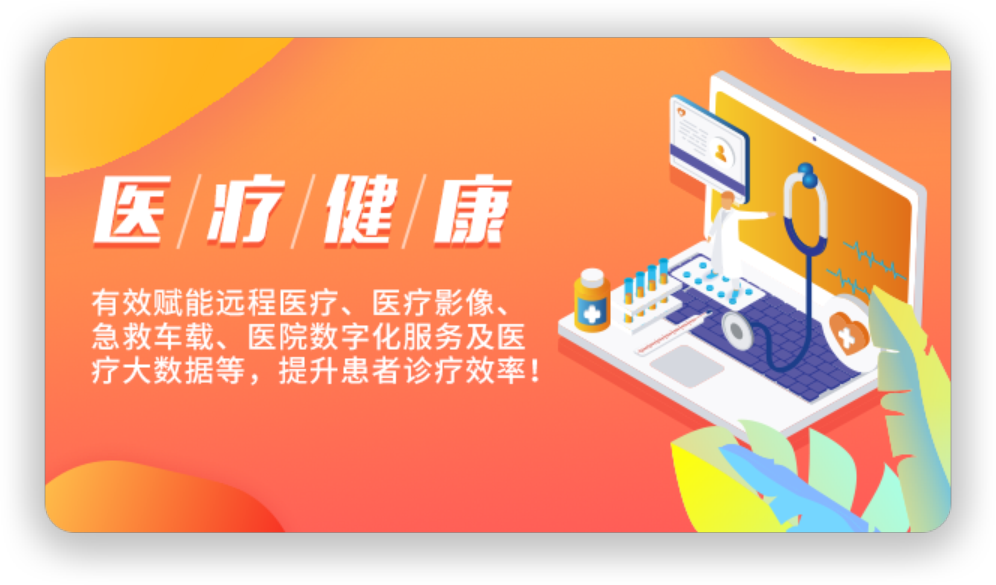 医/疗/健/康
有效赋能远程医疗、医疗影像、
急救车载、医院数字化服务及医
疗大数据等，提升患者诊疗效率！